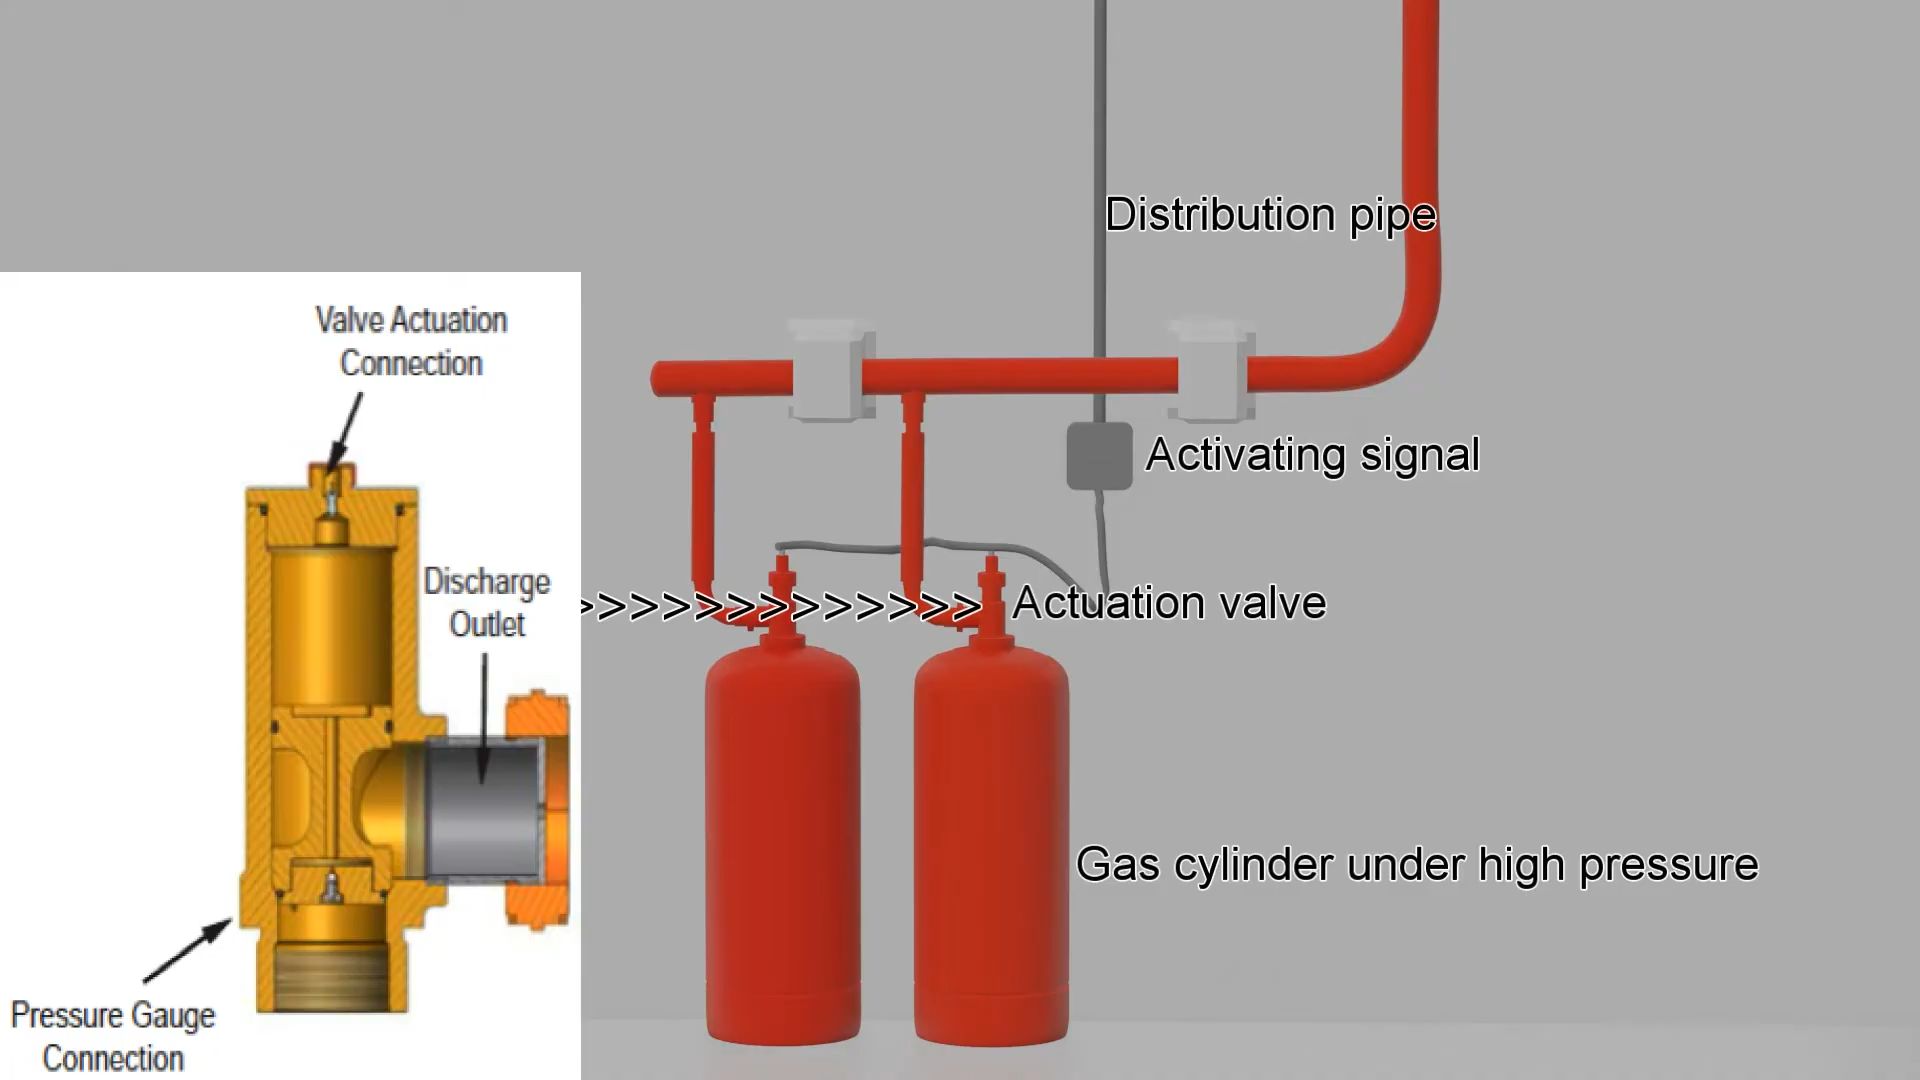 Distribution pipe
Valve Actuation
Connection
Activating signal
Discharge
Outlet
>>>>>>>>>>>>> Actuation valve
Gas cylinder under high pressure
Pressure Gauge
Connection